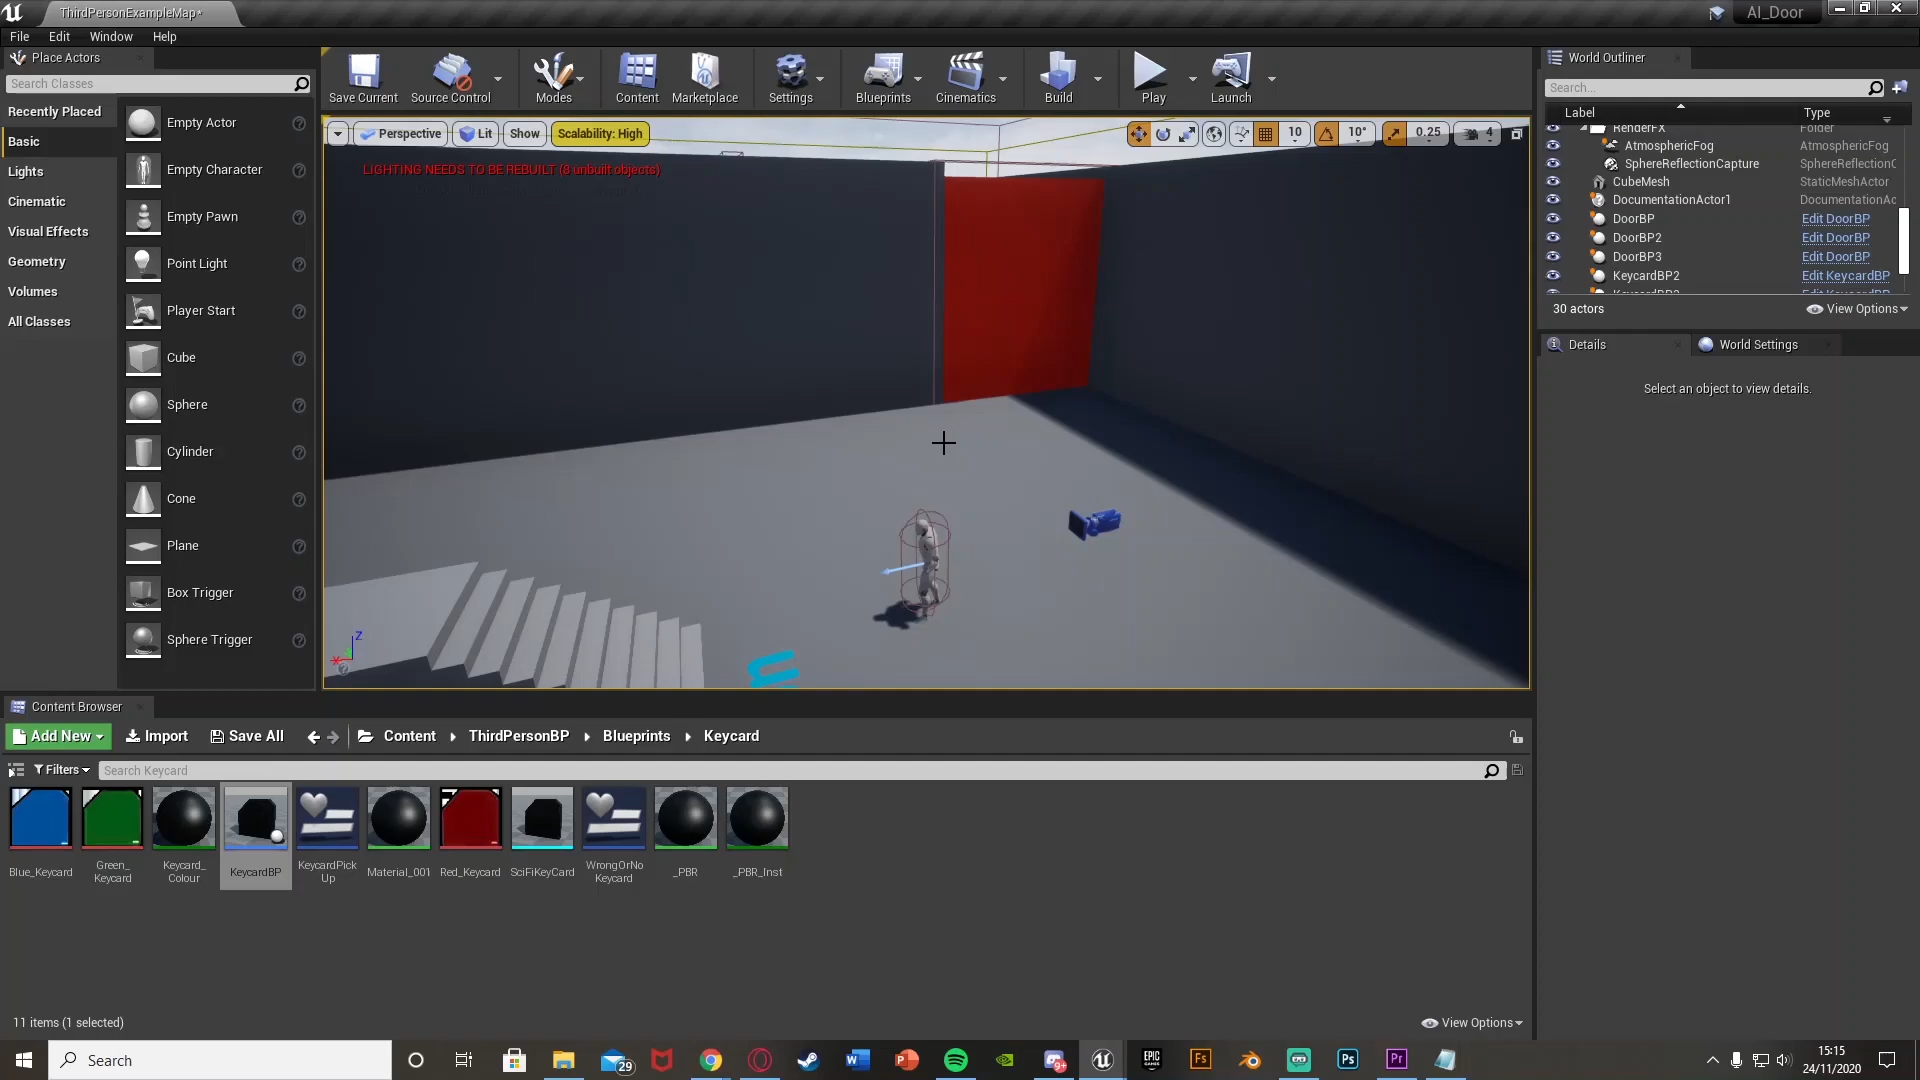 ThirdPersonExampleMap*
AI_Door
File Edit Window Help
Place Actors
Search Classes
Recently Placed
Basic
Lights
Cinematic
Visual Effects
Geometry
Volumes
All Classes
Empty Actor
Empty Character
Empty Pawn
Point Light
Player Start
Cube
Sphere
Cylinder
Cone
Plane
Box Trigger
Sphere Trigger
Save Current Source Control Modes Content Marketplace Settings Blueprints Cinematics Build Play Launch
Perspective Lit Show Scalability: High 10 10° 0.25 4
LIGHTING NEEDS TO BE REBUILT (8 unbuilt objects)
Z
World Outliner
Search...
Label Type
RenderFX Folder
AtmosphericFog AtmosphericFog
SphereReflectionCapture SphereReflectionC
CubeMesh StaticMeshActor
DocumentationActor1 DocumentationAc
DoorBP Edit DoorBP
DoorBP2 Edit DoorBP
DoorBP3 Edit DoorBP
KeycardBP2 Edit KeycardBP
30 actors View Options
Details World Settings
Select an object to view details.
Content Browser
Add New Import Save All Content ThirdPersonBP Blueprints Keycard
Filters Search Keycard
Blue_Keycard
Green_
Keycard
Keycard_
Colour
KeycardBP
KeycardPick
Up
Material_001
Red_Keycard
SciFiKeyCard
WrongOrNo
Keycard
_PBR
_PBR_Inst
11 items (1 selected) View Options
Search
29
EPIC
GAMES
Fs
Ps
Pr
15:15
24/11/2020